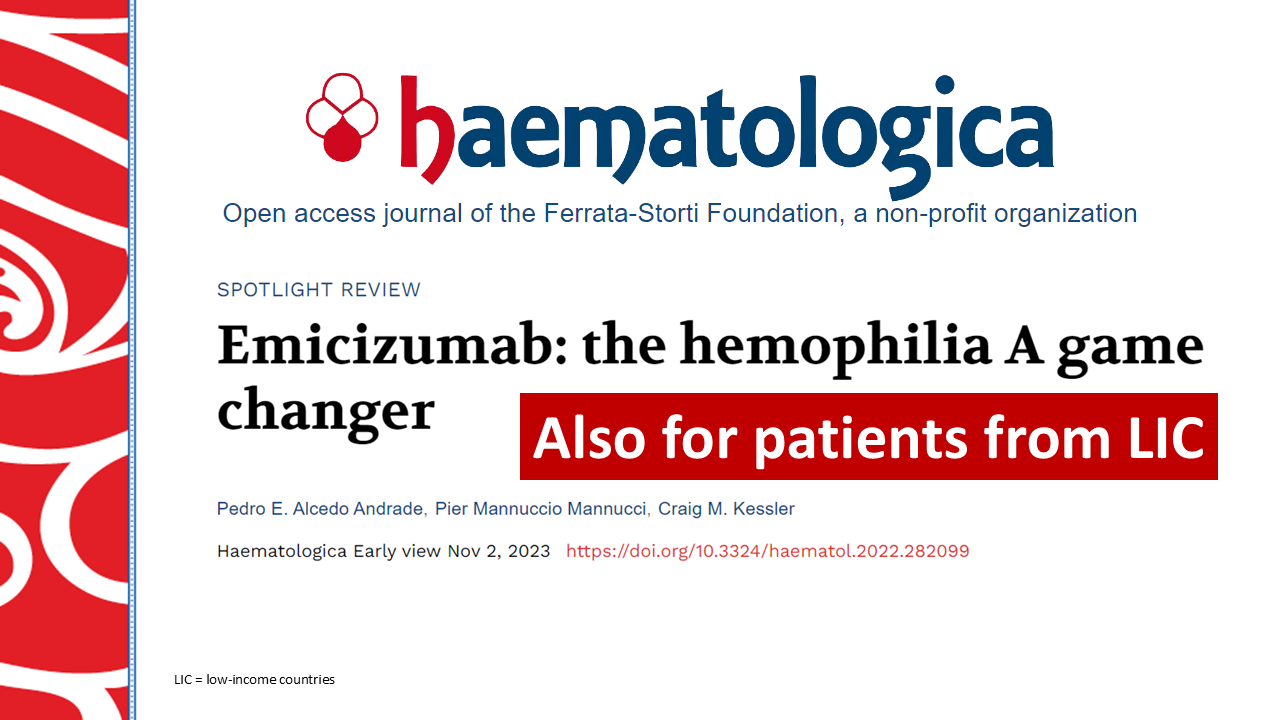 haematologica
Open access journal of the Ferrata-Storti Foundation, a non-profit organization
SPOTLIGHT REVIEW
Emicizumab: the hemophilia A game
changer
Also for patients from LIC
Pedro E. Alcedo Andrade, Pier Mannuccio Mannucci, Craig M. Kessler
Haematologica Early view Nov 2, 2023 https://doi.org/10.3324/haematol.2022.282099
LIC = low-income countries